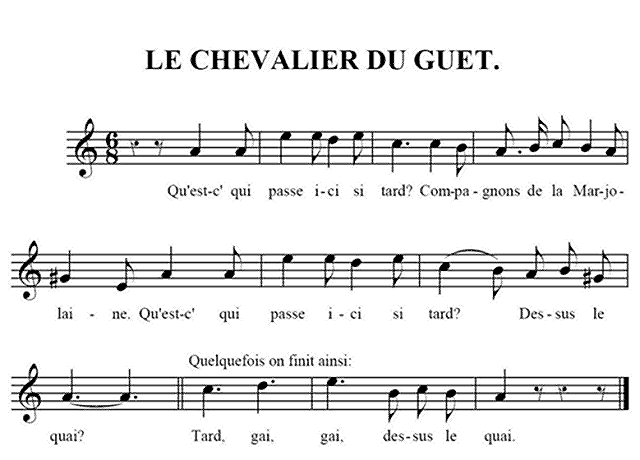 LE CHEVALIER DU GUET.
6
8
Qu'est-c' qui passe i-ci si tard? Com-pa-gnons de la Mar-jo-
lai - ne. Qu'est-c' qui passe i - ci si tard? Des-sus le
Quelquefois on finit ainsi:
quai? Tard, gai, gai, des-sus le quai.